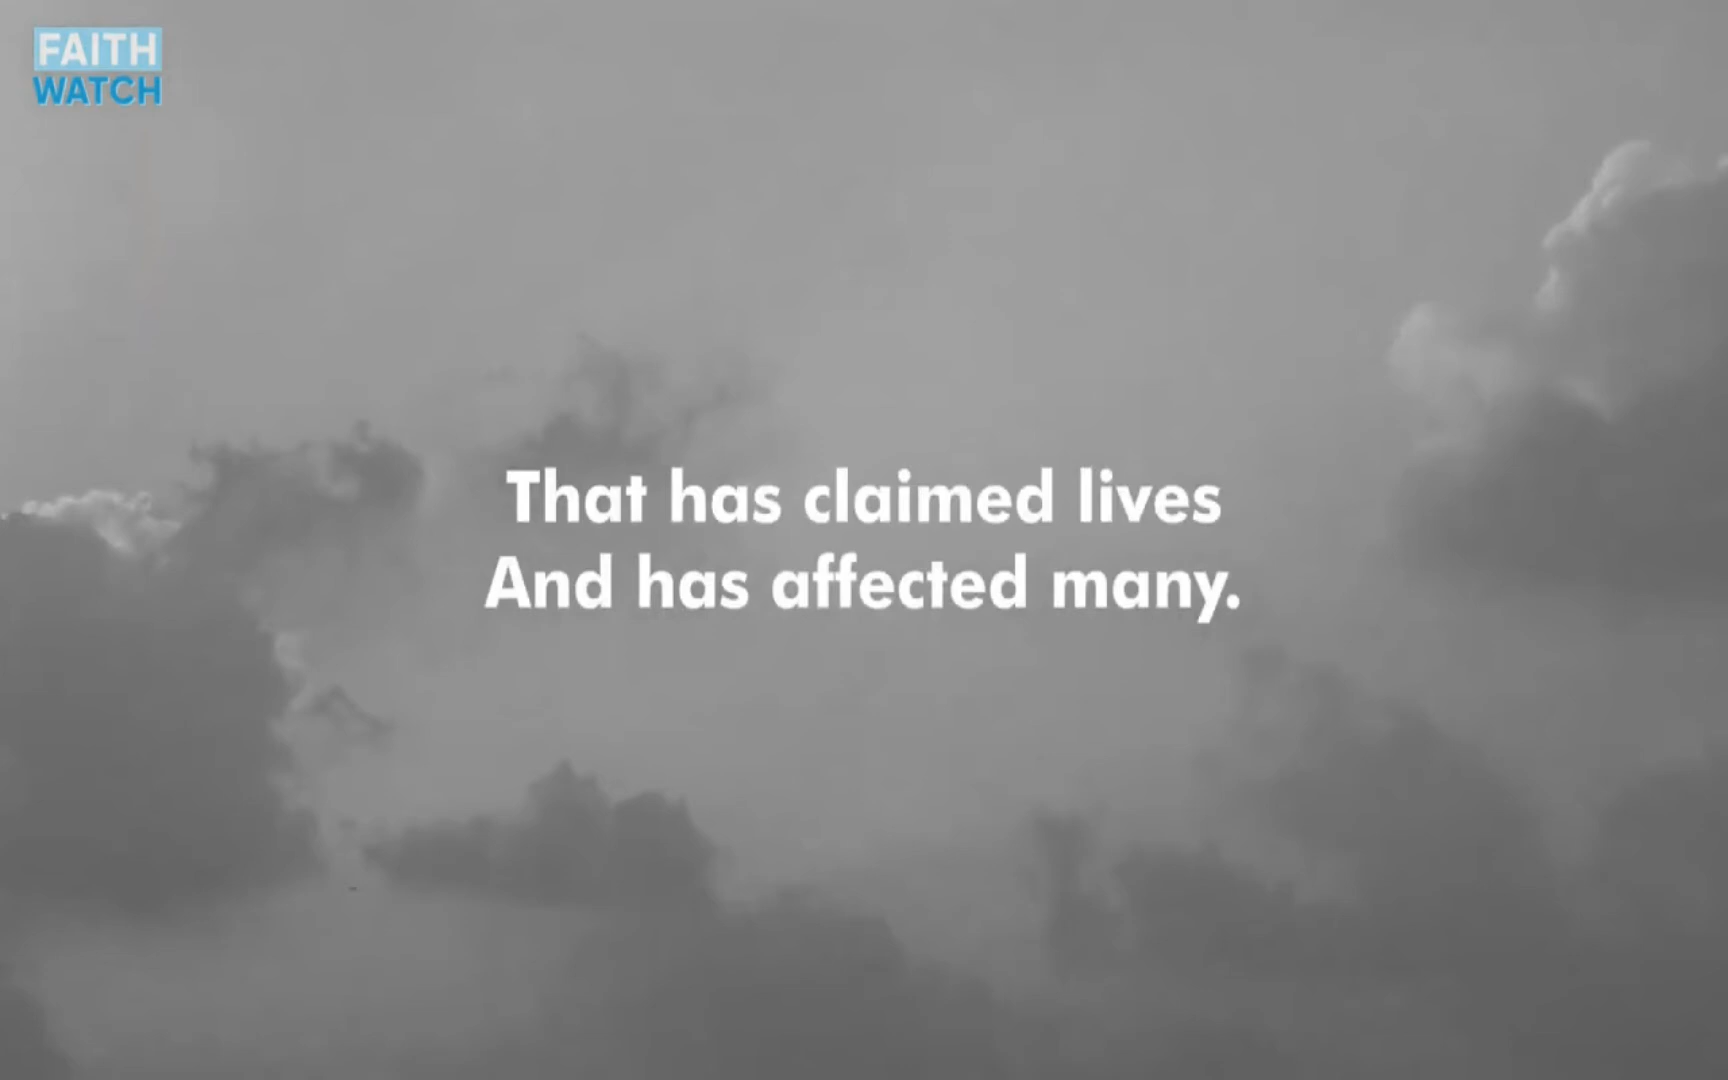 FAITH
WATCH
That has claimed lives
And has affected many.